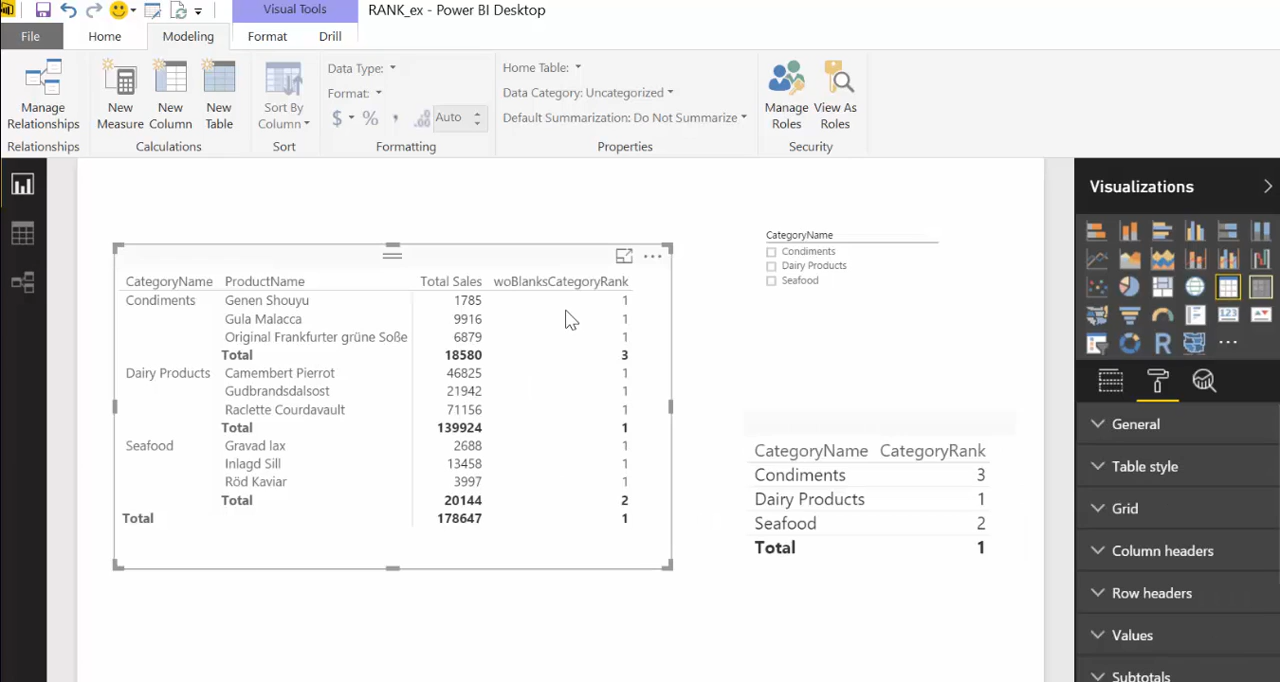 Visual Tools RANK_ex - Power BI Desktop
File Home Modeling Format Drill
Manage Relationships
New Measure
New Column
New Table
Sort By Column
Data Type:
Format:
$ % , .00 Auto
Home Table:
Data Category: Uncategorized
Default Summarization: Do Not Summarize
Manage Roles
View As Roles
Relationships Calculations Sort Formatting Properties Security
Visualizations
CategoryName
Condiments
Dairy Products
Seafood
CategoryName ProductName Total Sales woBlanksCategoryRank
Condiments Genen Shouyu 1785 1
Gula Malacca 9916 1
Original Frankfurter grüne Soße 6879 1
Total 18580 3
Dairy Products Camembert Pierrot 46825 1
Gudbrandsdalsost 21942 1
Raclette Courdavault 71156 1
Total 139924 1
Seafood Gravad lax 2688 1
Inlagd Sill 13458 1
Röd Kaviar 3997 1
Total 20144 2
Total 178647 1
CategoryName CategoryRank
Condiments 3
Dairy Products 1
Seafood 2
Total 1
R 123
General
Table style
Grid
Column headers
Row headers
Values
Subtotals